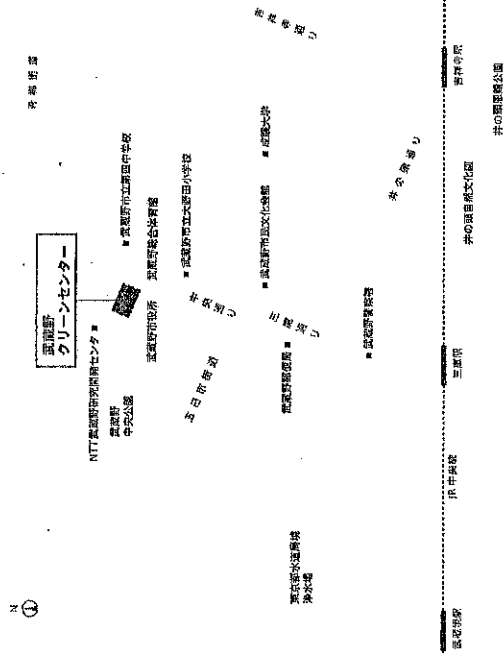 N
青梅街道
吉祥寺通り
武蔵野
クリーンセンター
武蔵野市立第四中学校
武蔵野総合体育館
武蔵野市立大野田小学校
成蹊大学
NTT武蔵野研究開発センタ
武蔵野
中央公園
武蔵野市役所
中央通り
武蔵野市民文化会館
五日市街道
三鷹通り
井の頭通り
武蔵野郵便局
武蔵野警察署
東京都水道局境
浄水場
武蔵境駅
JR 中央線
三鷹駅
井の頭自然文化園
吉祥寺駅
井の頭恩賜公園